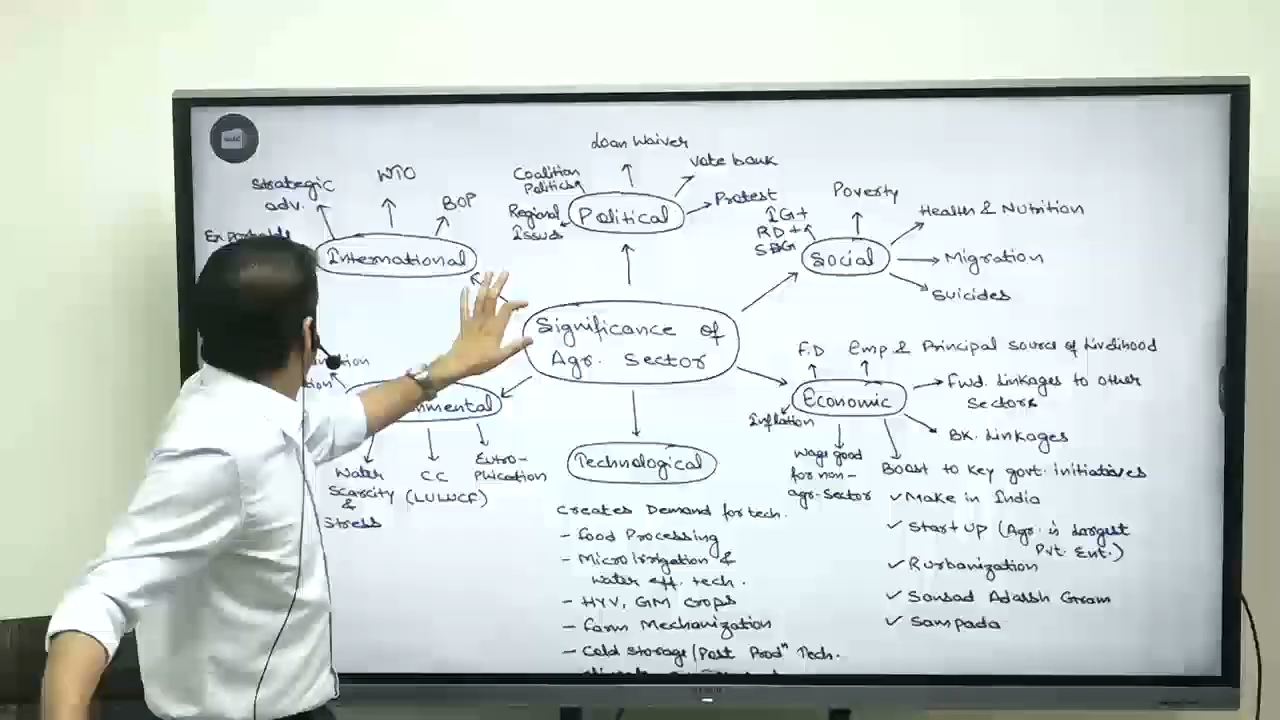 Loan Waiver
Coalition
Politics
Vote bank
Regional
Issues
Political
Protest
WTO
Strategic
adv.
BOP
Exportable
International
Poverty
IG+
RD+
SBG
Social
Health & Nutrition
Migration
Suicides
Significance of
Agr. Sector
F.D
Emp & Principal Source of Livelihood
Economic
Fwd. Linkages to other
Sectors
Bk. Linkages
Inflation
Wage good
for non-
agr-Sector
Boost to key govt. initiatives
✓ Make in India
✓ Start Up (Agr. is Largest
Pvt. Ent.)
✓ Rurbanization
✓ Sansad Adarsh Gram
✓ Sampada
nmental
Water
Scarcity
&
Stress
CC
(LULUCF)
Eutro-
phication
Technological
Creates Demand for tech.
- Food Processing
- Micro Irrigation &
Water eff. tech.
- HYV, GM crops
- Farm Mechanization
- Cold Storage/Post Prodⁿ Tech.